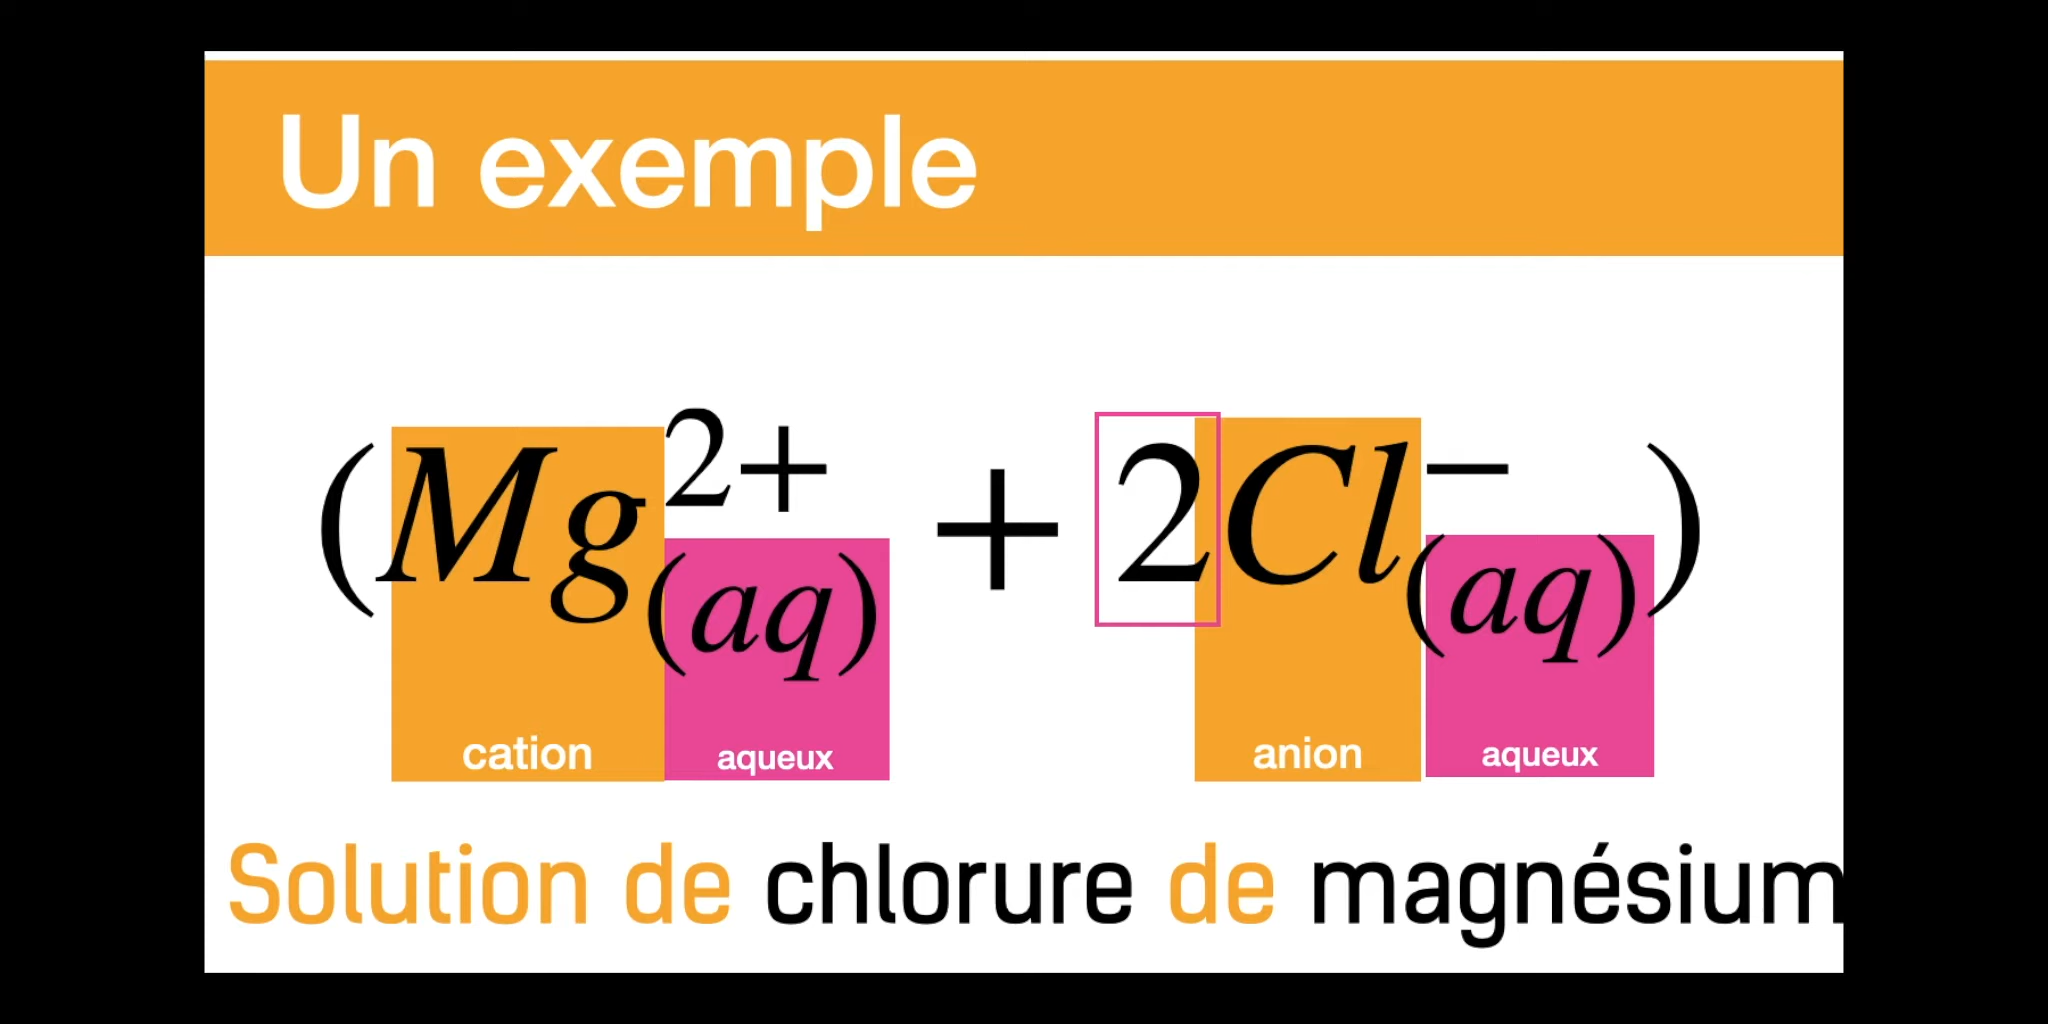 Un exemple
(Mg²⁺(aq) + 2Cl⁻(aq))
cation aqueux anion aqueux
Solution de chlorure de magnésium